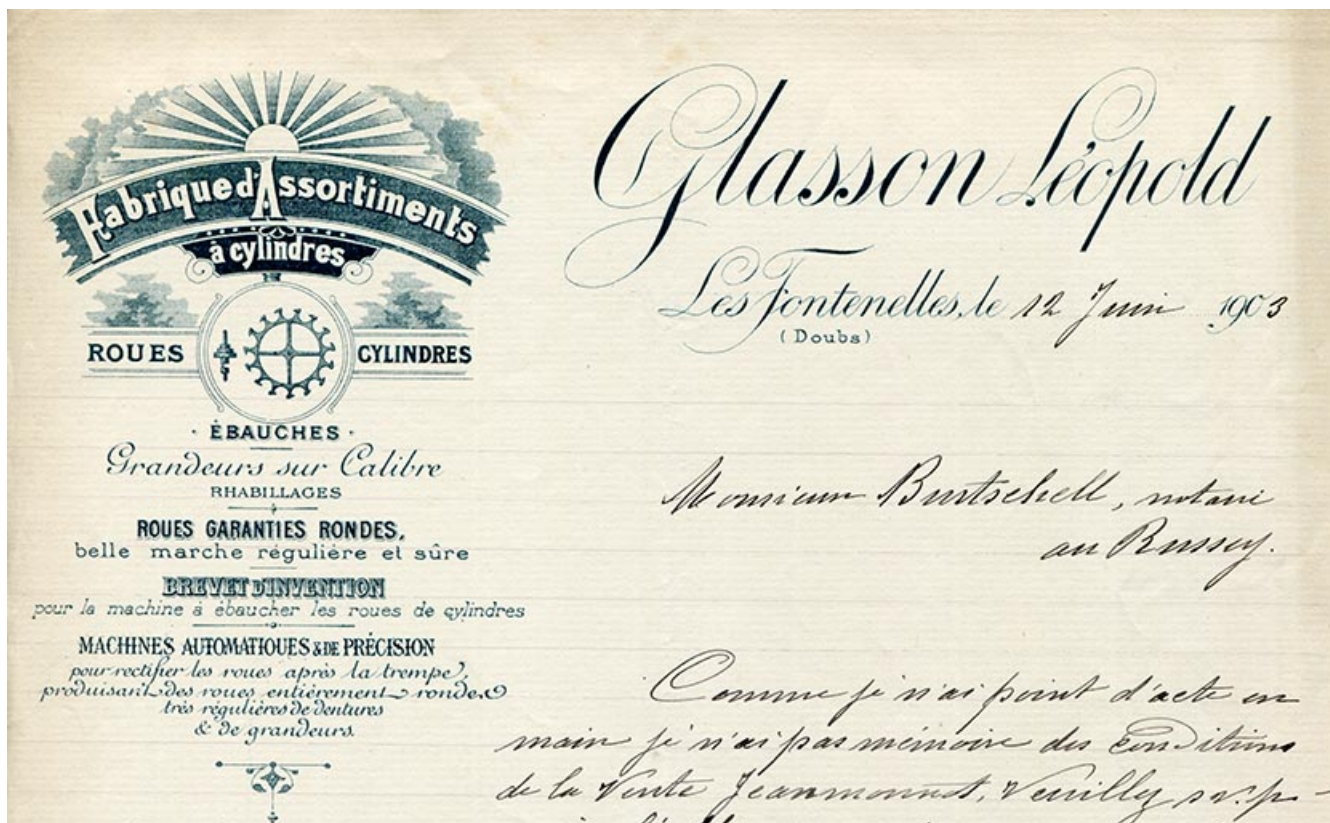 Fabrique d'Assortiments
à cylindres
ROUES CYLINDRES
ÉBAUCHES
Grandeurs sur Calibre
RHABILLAGES
ROUES GARANTIES RONDES,
belle marche régulière et sûre
BREVET D'INVENTION
pour la machine à ébaucher les roues de cylindres
MACHINES AUTOMATIQUES & DE PRÉCISION
pour rectifier les roues après la trempe,
produisant des roues entièrement rondes
très régulières de dentures
& de grandeurs.
Glasson Léopold
Les Fontenelles, le 12 Juin 1903
(Doubs)
Monsieur Burtschell, notaire
au Russey.
Comme je n'ai point d'acte en
main je n'ai pas mémoire des Conditions
de la Vente Jeanmonnot, Veuillez sv.p-